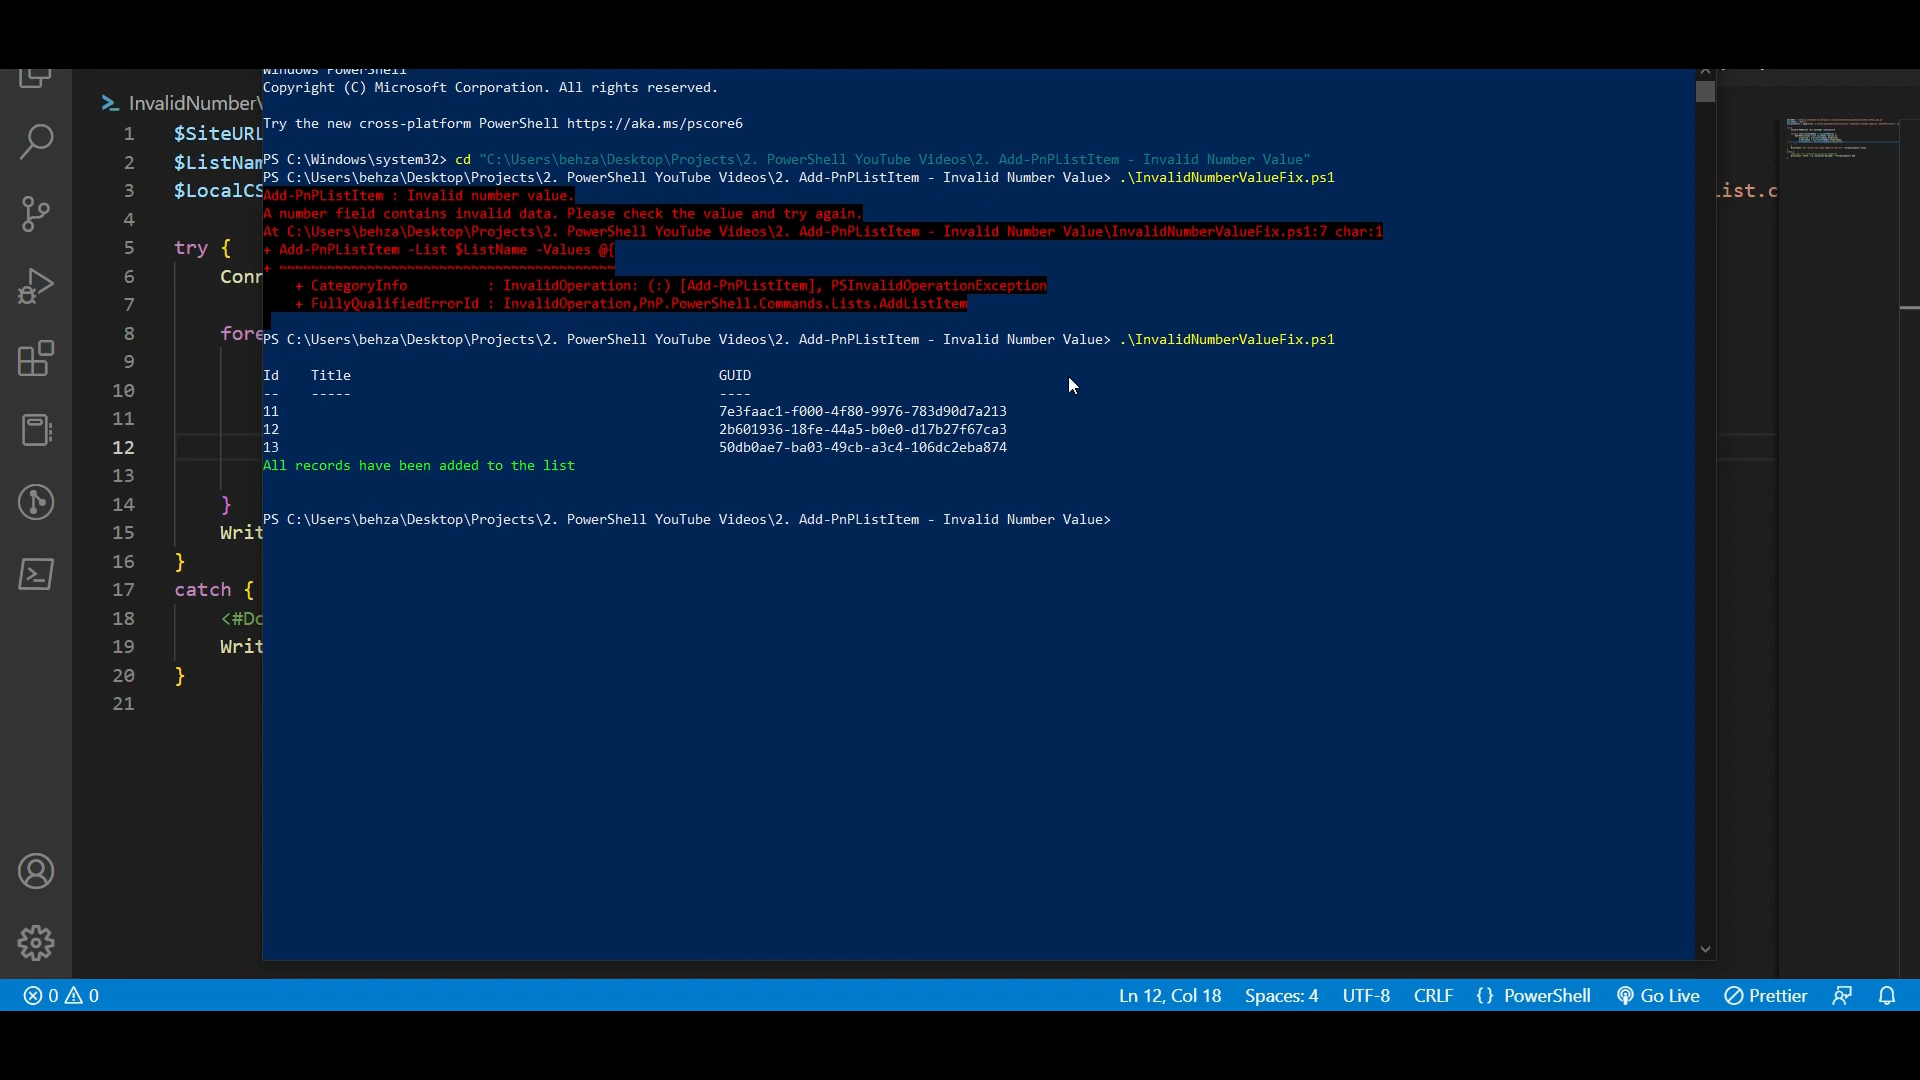 Windows PowerShell
Copyright (C) Microsoft Corporation. All rights reserved.
Try the new cross-platform PowerShell https://aka.ms/pscore6
PS C:\Windows\system32> cd "C:\Users\behza\Desktop\Projects\2. PowerShell YouTube Videos\2. Add-PnPListItem - Invalid Number Value"
PS C:\Users\behza\Desktop\Projects\2. PowerShell YouTube Videos\2. Add-PnPListItem - Invalid Number Value> .\InvalidNumberValueFix.ps1
Add-PnPListItem : Invalid number value.
A number field contains invalid data. Please check the value and try again.
At C:\Users\behza\Desktop\Projects\2. PowerShell YouTube Videos\2. Add-PnPListItem - Invalid Number Value\InvalidNumberValueFix.ps1:7 char:1
+ Add-PnPListItem -List $ListName -Values @{
+ ~~~~~~~~~~~~~~~~~~~~~~~~~~~~~~~~~~~~~~~~~~
+ CategoryInfo : InvalidOperation: (:) [Add-PnPListItem], PSInvalidOperationException
+ FullyQualifiedErrorId : InvalidOperation,PnP.PowerShell.Commands.Lists.AddListItem
PS C:\Users\behza\Desktop\Projects\2. PowerShell YouTube Videos\2. Add-PnPListItem - Invalid Number Value> .\InvalidNumberValueFix.ps1
Id Title GUID
-- ----- ----
11 7e3faac1-f000-4f80-9976-783d90d7a213
12 2b601936-18fe-44a5-b0e0-d17b27f67ca3
13 50db0ae7-ba03-49cb-a3c4-106dc2eba874
All records have been added to the list
PS C:\Users\behza\Desktop\Projects\2. PowerShell YouTube Videos\2. Add-PnPListItem - Invalid Number Value>
InvalidNumber
1 $SiteURL
2 $ListNam
3 $LocalCS
list.c
4
5 try {
6 Conn
7
8 fore
9
10
11
12
13
14 }
15 Writ
16 }
17 catch {
18 <#Do
19 Writ
20 }
21
0 0
Ln 12, Col 18 Spaces: 4 UTF-8 CRLF {} PowerShell Go Live Prettier